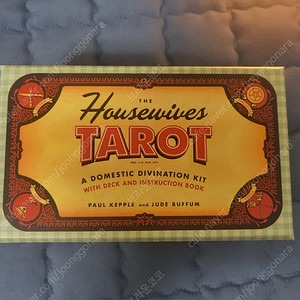 THE
Housewives
TAROT
A DOMESTIC DIVINATION KIT
WITH DECK AND INSTRUCTION BOOK
PAUL KEPPLE and JUDE BUFFUM